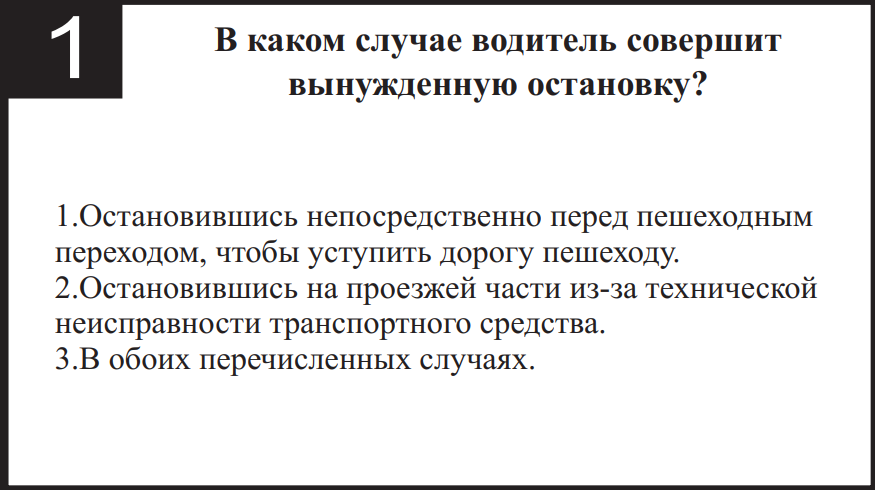 1
В каком случае водитель совершит
вынужденную остановку?
1.Остановившись непосредственно перед пешеходным
переходом, чтобы уступить дорогу пешеходу.
2.Остановившись на проезжей части из-за технической
неисправности транспортного средства.
3.В обоих перечисленных случаях.